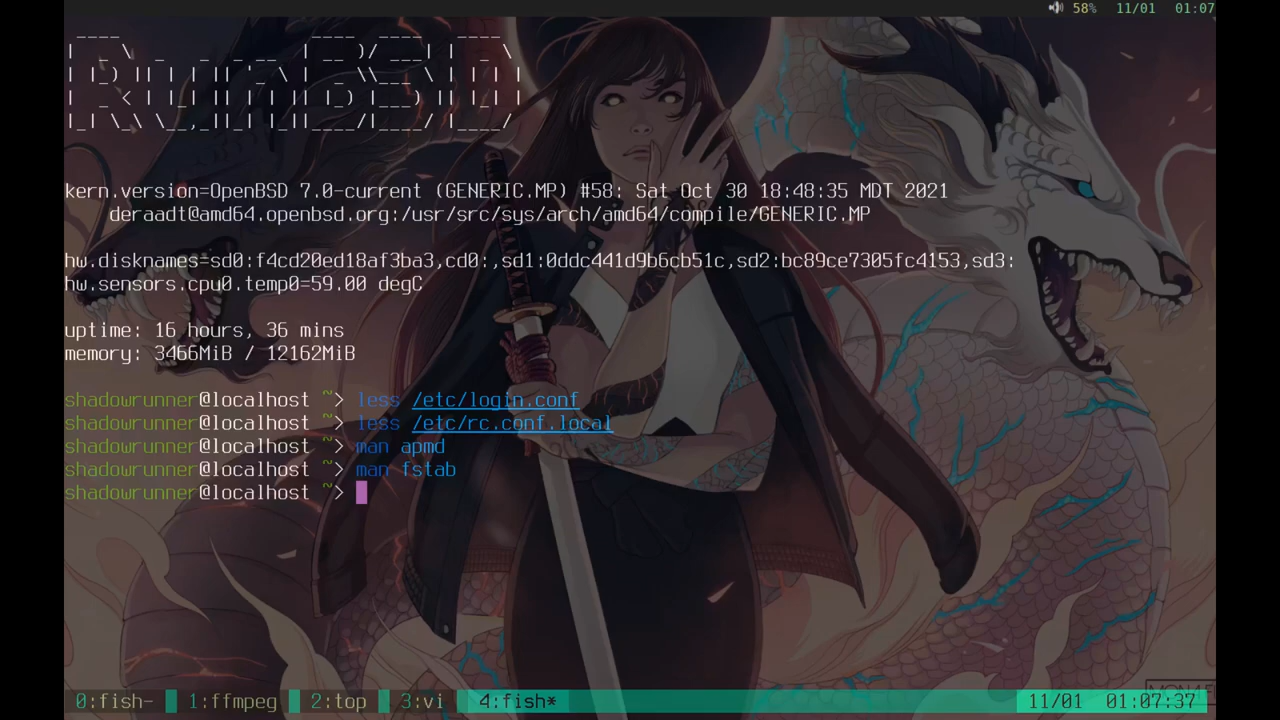 58% 11/01 01:07
RunBSD
kern.version=OpenBSD 7.0-current (GENERIC.MP) #58: Sat Oct 30 18:48:35 MDT 2021
deraadt@amd64.openbsd.org:/usr/src/sys/arch/amd64/compile/GENERIC.MP
hw.disknames=sd0:f4cd20ed18af3ba3,cd0:,sd1:0ddc441d9b6cb51c,sd2:bc89ce7305fc4153,sd3:
hw.sensors.cpu0.temp0=59.00 degC
uptime: 16 hours, 36 mins
memory: 3466MiB / 12162MiB
shadowrunner@localhost ~> less /etc/login.conf
shadowrunner@localhost ~> less /etc/rc.conf.local
shadowrunner@localhost ~> man apmd
shadowrunner@localhost ~> man fstab
shadowrunner@localhost ~>
0:fish- 1:ffmpeg 2:top 3:vi 4:fish* 11/01 01:07:37